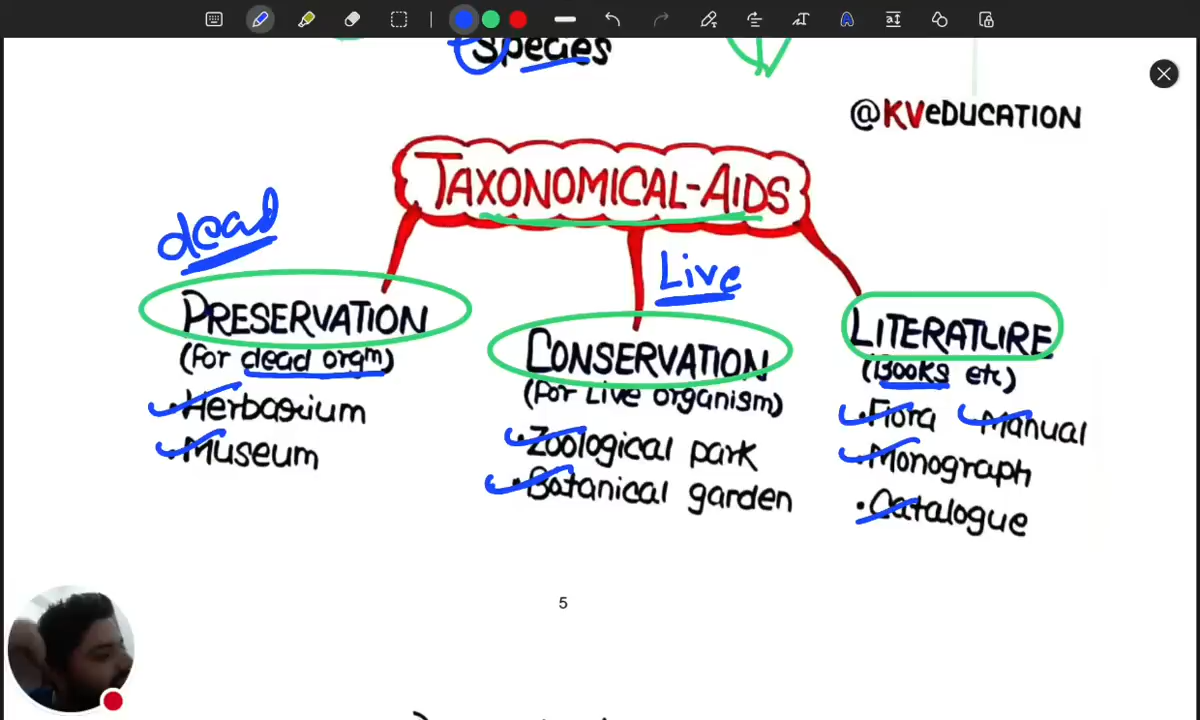 Species
@KVeDUCATION
TAXONOMICAL-AIDS
dead
Live
PRESERVATION
(For dead orgm)
• Herbarium
• Museum
CONSERVATION
(For Live organism)
• Zoological park
• Botanical garden
LITERATURE
(Books etc)
• Flora • Manual
• Monograph
• Catalogue
5